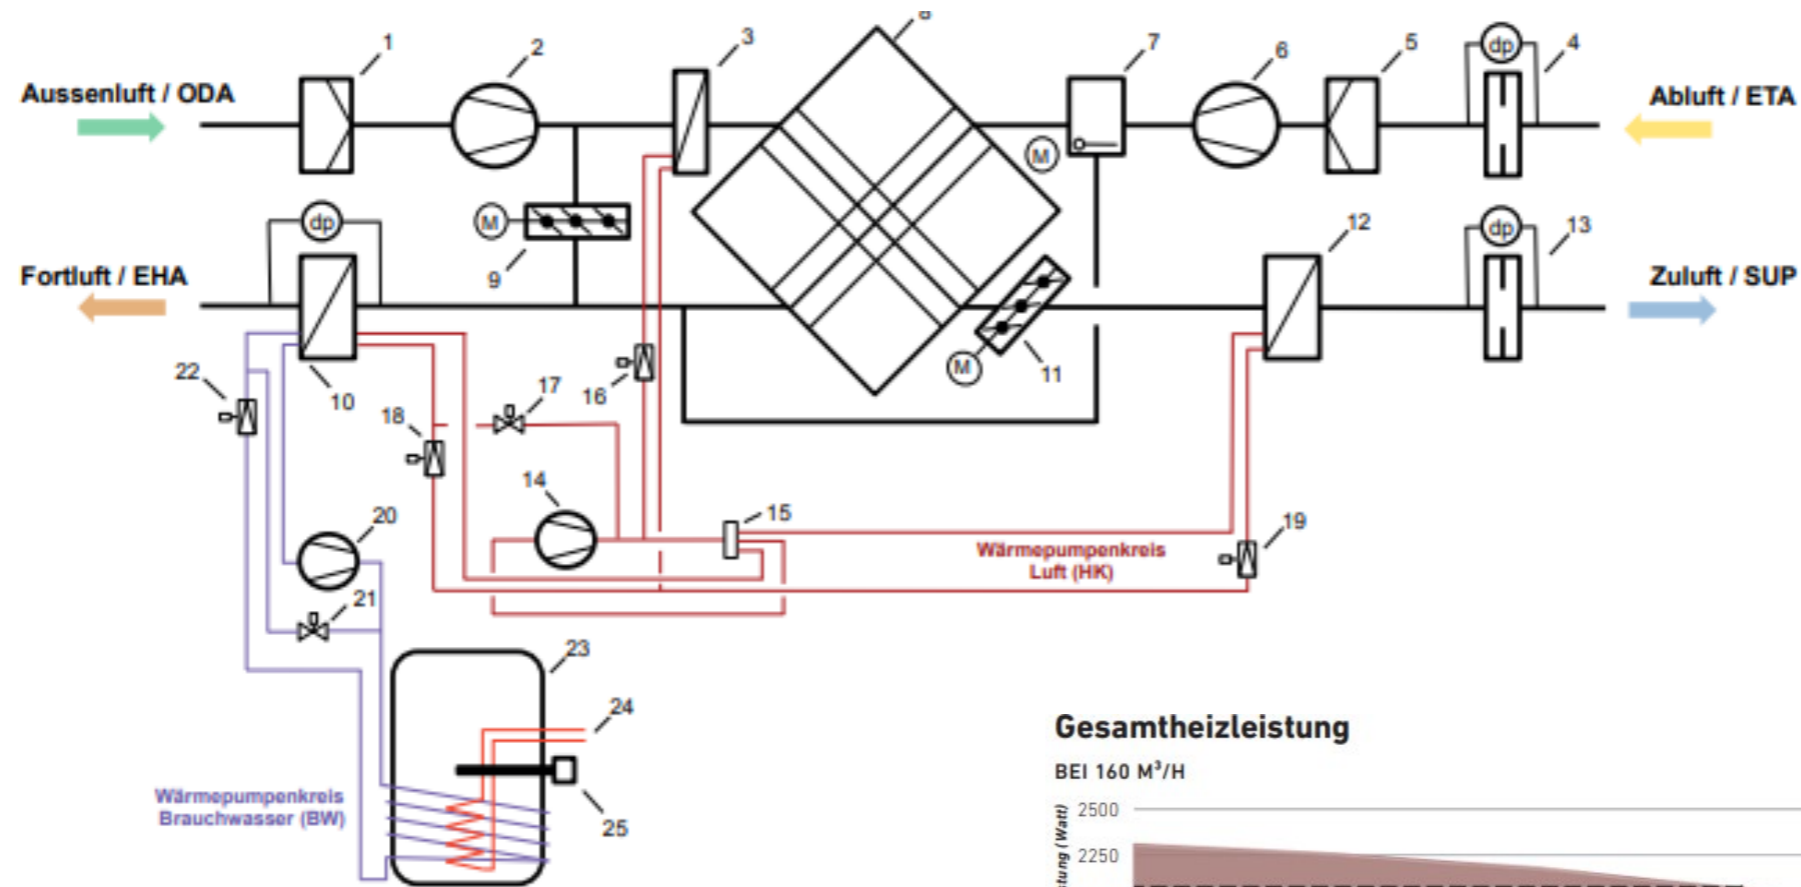 1
2
3
8
7
6
5
dp
4
Aussenluft / ODA
Abluft / ETA
M
dp
M
dp
12
13
9
Fortluft / EHA
Zuluft / SUP
22
10
18
17
16
M
11
14
15
20
19
Wärmepumpenkreis
Luft (HK)
21
23
24
25
Wärmepumpenkreis
Brauchwasser (BW)
Gesamtheizleistung
BEI 160 M³/H
2500
2250
(Watt)